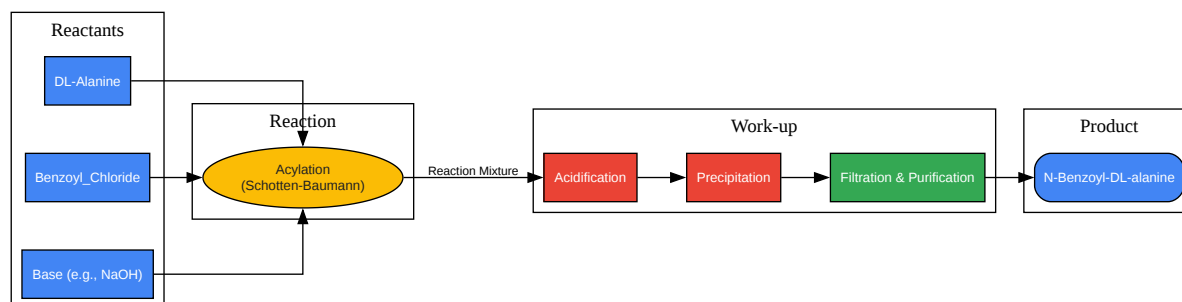 Reactants
DL-Alanine
Benzoyl_Chloride
Base (e.g., NaOH)
Reaction
Acylation
(Schotten-Baumann)
Reaction Mixture
Work-up
Acidification
Precipitation
Filtration & Purification
Product
N-Benzoyl-DL-alanine